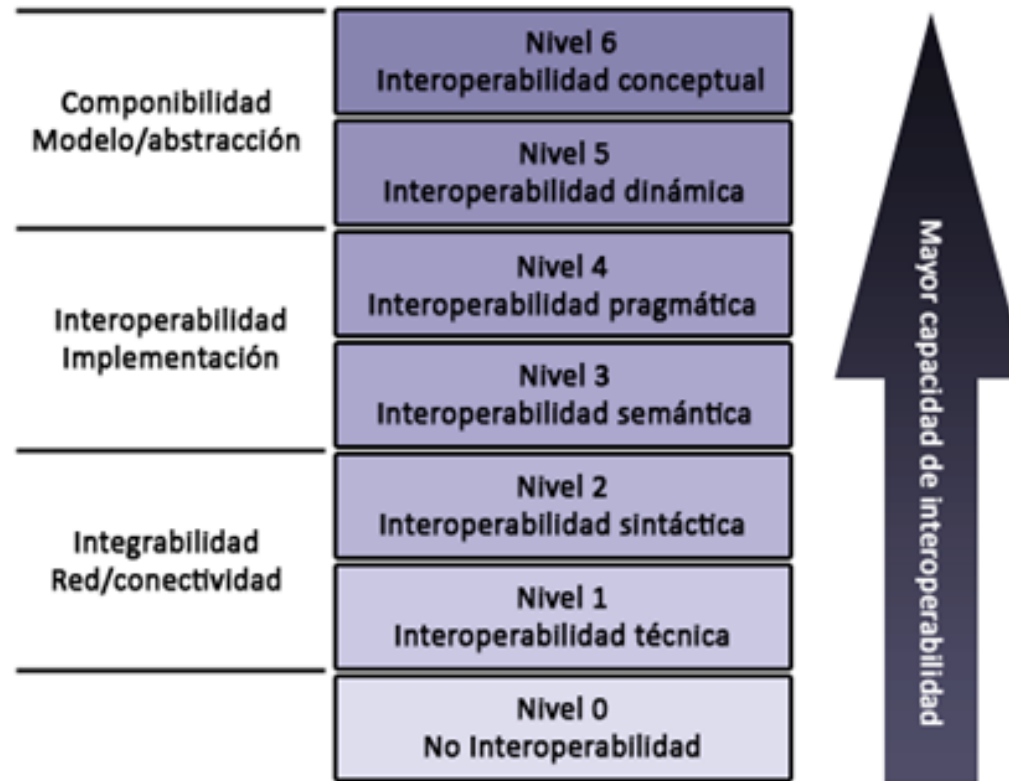 Componibilidad
Modelo/abstracción
Interoperabilidad
Implementación
Integrabilidad
Red/conectividad
Nivel 6
Interoperabilidad conceptual
Nivel 5
Interoperabilidad dinámica
Nivel 4
Interoperabilidad pragmática
Nivel 3
Interoperabilidad semántica
Nivel 2
Interoperabilidad sintáctica
Nivel 1
Interoperabilidad técnica
Nivel 0
No Interoperabilidad
Mayor capacidad de interoperabilidad